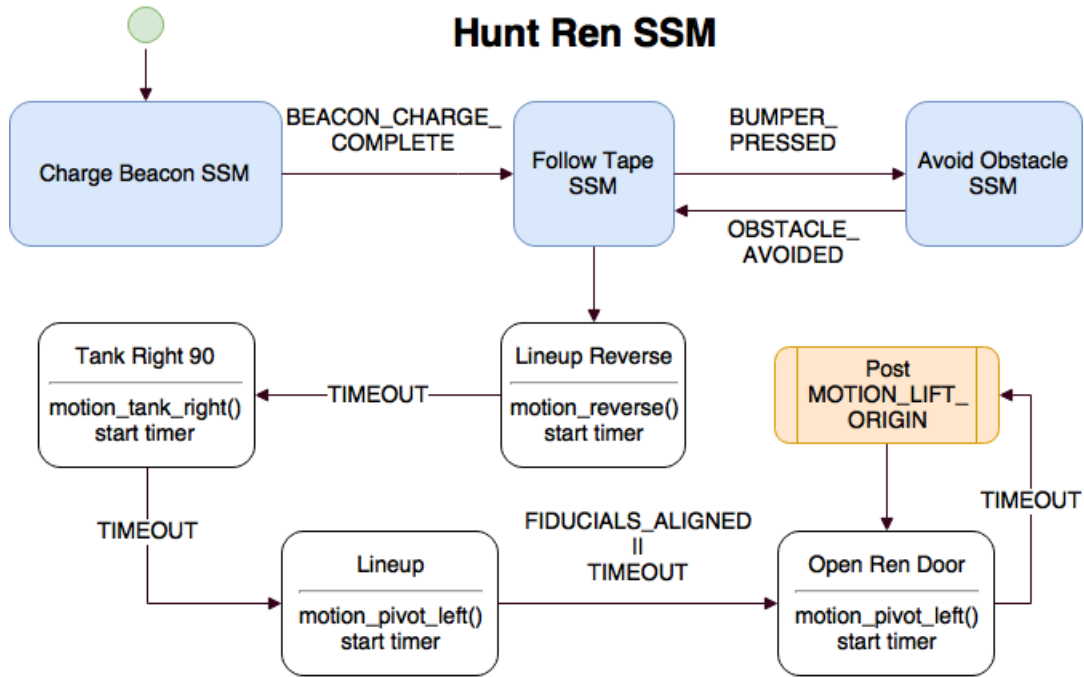 Hunt Ren SSM
BEACON_CHARGE_
COMPLETE
BUMPER_
PRESSED
Charge Beacon SSM
Follow Tape
SSM
Avoid Obstacle
SSM
OBSTACLE_
AVOIDED
Tank Right 90
motion_tank_right()
start timer
TIMEOUT
Lineup Reverse
motion_reverse()
start timer
Post
MOTION_LIFT_
ORIGIN
TIMEOUT
TIMEOUT
FIDUCIALS_ALIGNED
II
TIMEOUT
Lineup
motion_pivot_left()
start timer
Open Ren Door
motion_pivot_left()
start timer